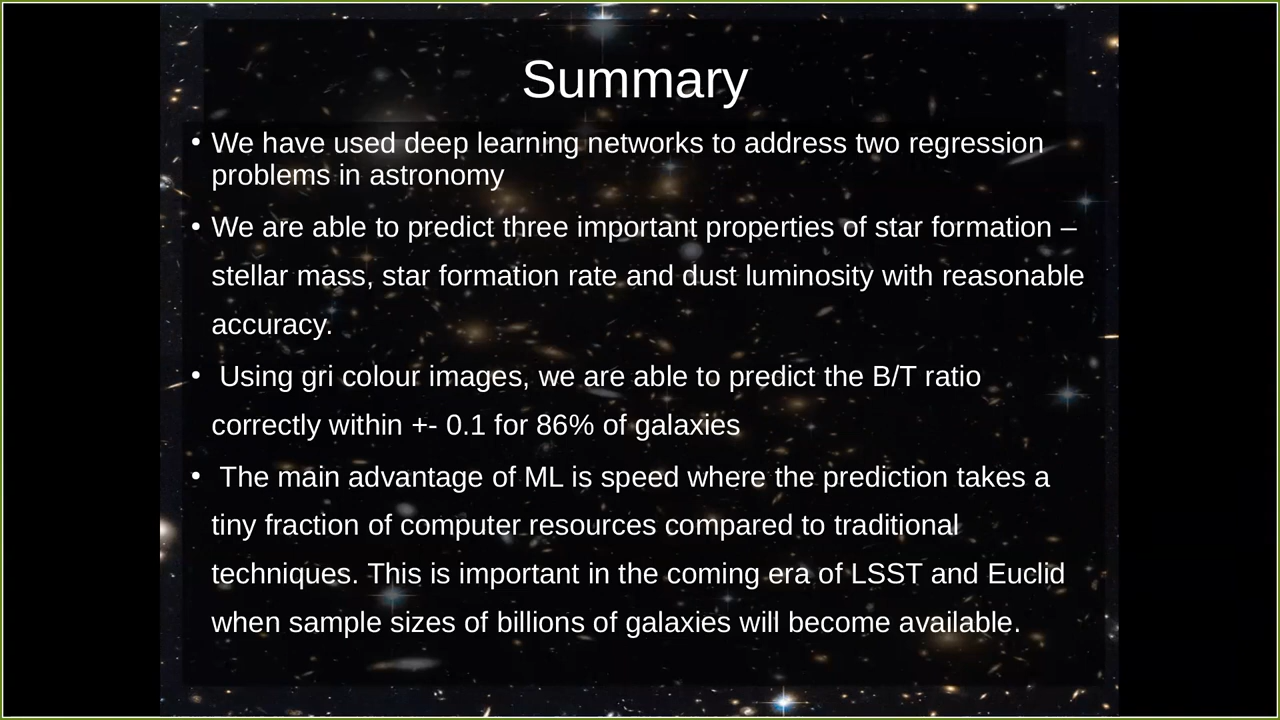 Summary
• We have used deep learning networks to address two regression
problems in astronomy
• We are able to predict three important properties of star formation –
stellar mass, star formation rate and dust luminosity with reasonable
accuracy.
• Using gri colour images, we are able to predict the B/T ratio
correctly within +- 0.1 for 86% of galaxies
• The main advantage of ML is speed where the prediction takes a
tiny fraction of computer resources compared to traditional
techniques. This is important in the coming era of LSST and Euclid
when sample sizes of billions of galaxies will become available.